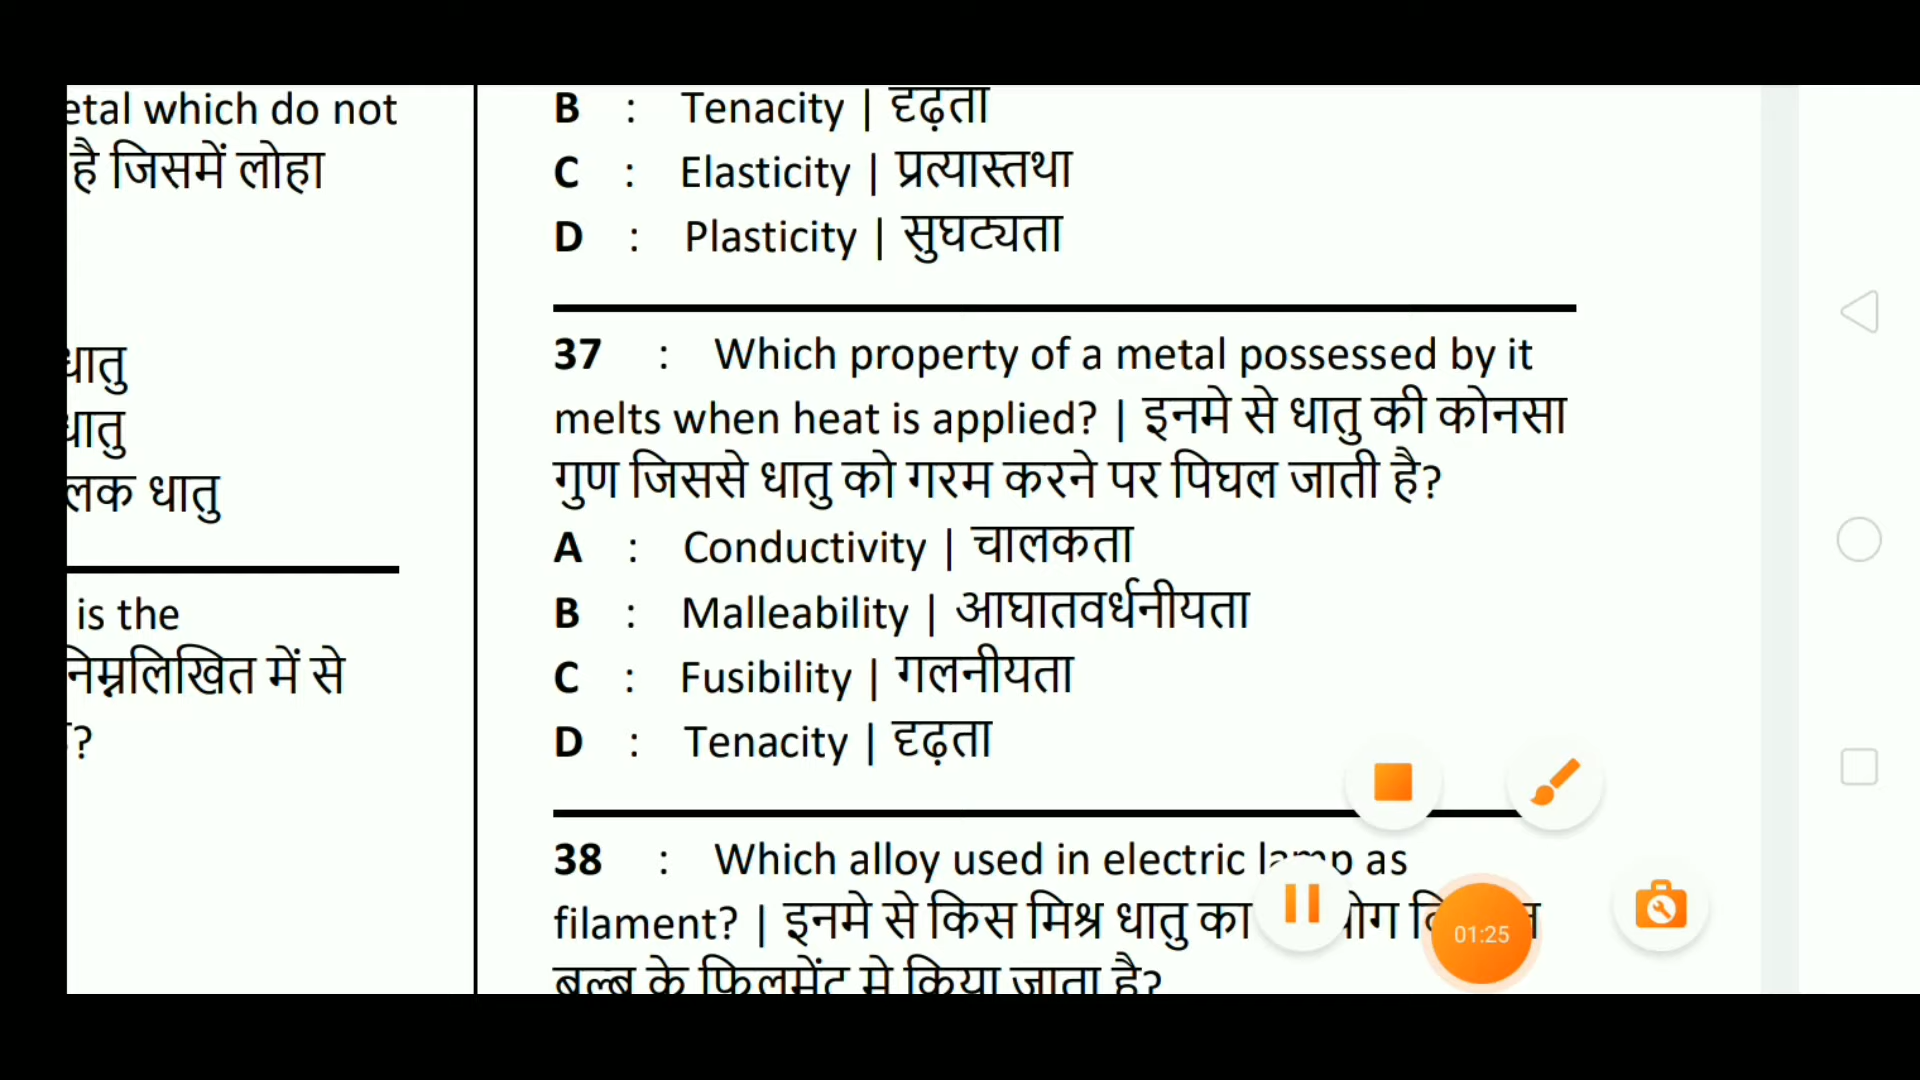 etal which do not
है जिसमें लोहा
धातु
धातु
लक धातु
is the
निम्नलिखित में से
?
B : Tenacity | दृढ़ता
C : Elasticity | प्रत्यास्तथा
D : Plasticity | सुघट्यता
37 : Which property of a metal possessed by it
melts when heat is applied? | इनमे से धातु की कोनसा
गुण जिससे धातु को गरम करने पर पिघल जाती है?
A : Conductivity | चालकता
B : Malleability | आघातवर्धनीयता
C : Fusibility | गलनीयता
D : Tenacity | दृढ़ता
38 : Which alloy used in electric lamp as
filament? | इनमे से किस मिश्र धातु का
बल्ब के फिलमेंट मे किया जाता है?
01:25